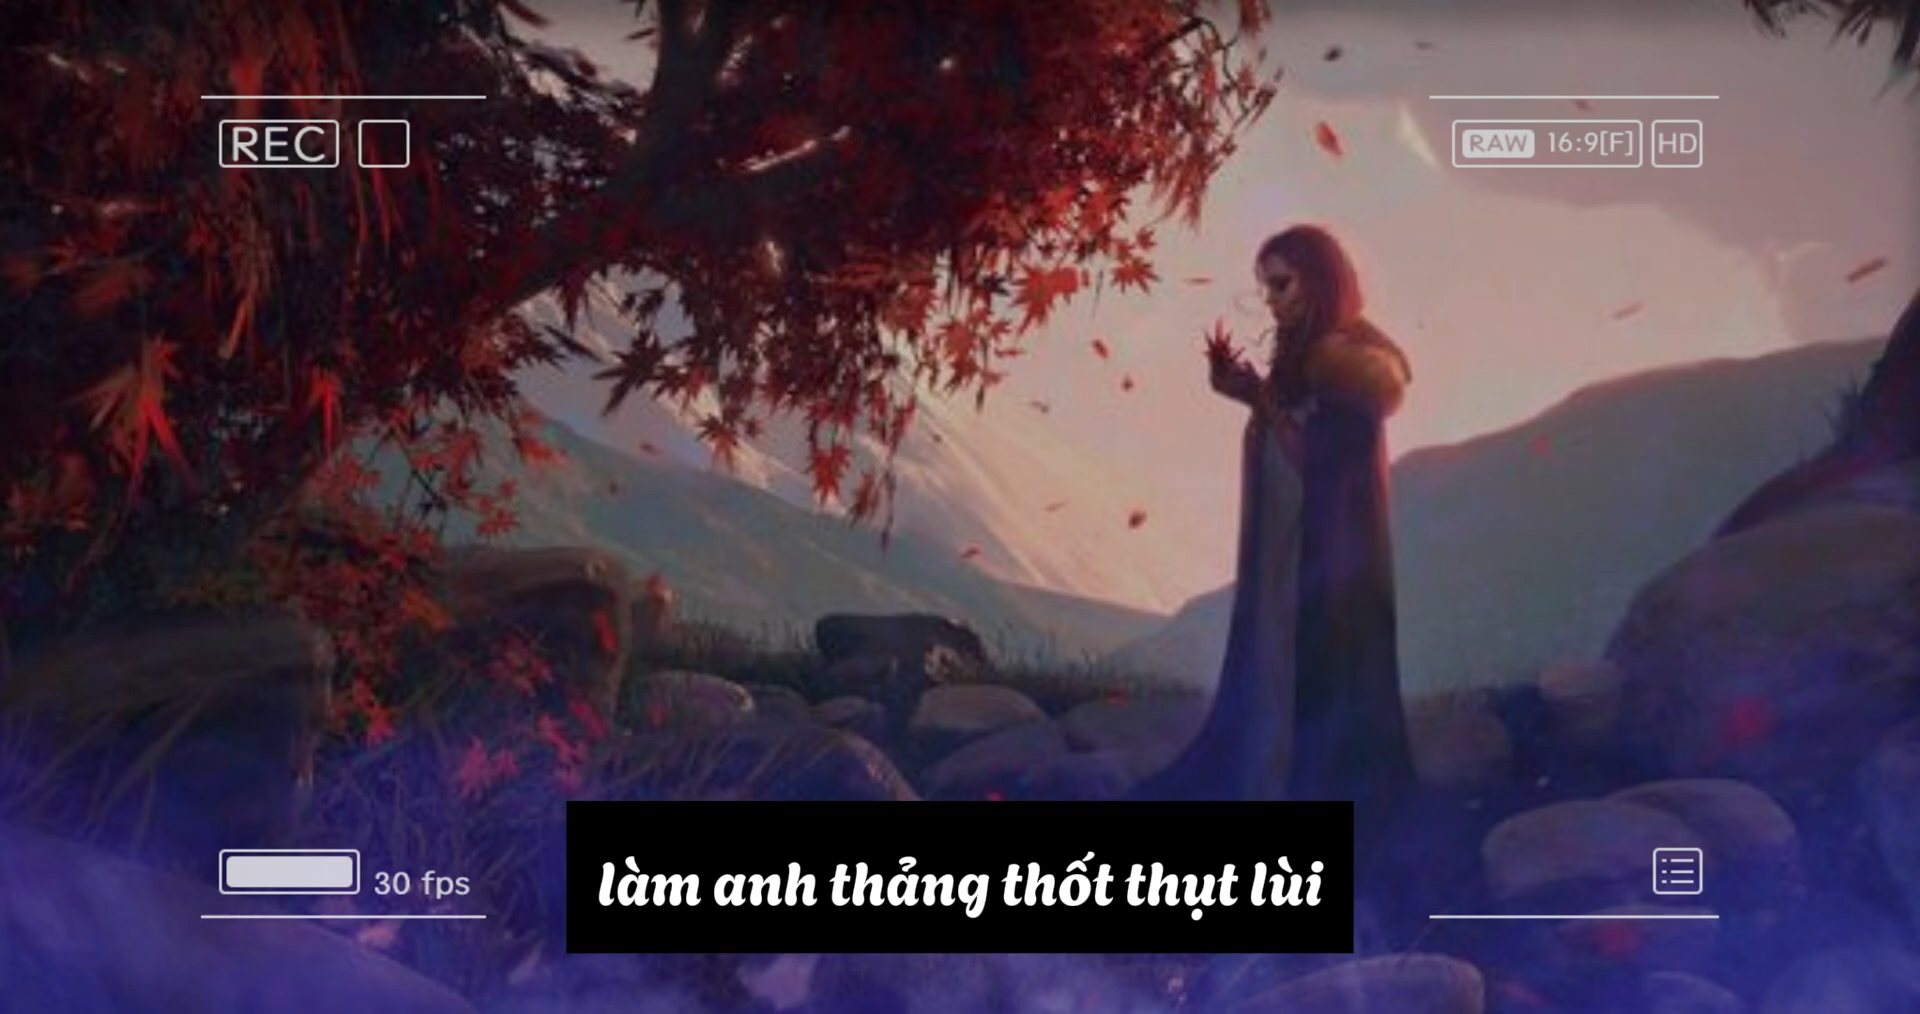 REC
RAW 16:9[F] HD
30 fps
làm anh thảng thốt thụt lùi